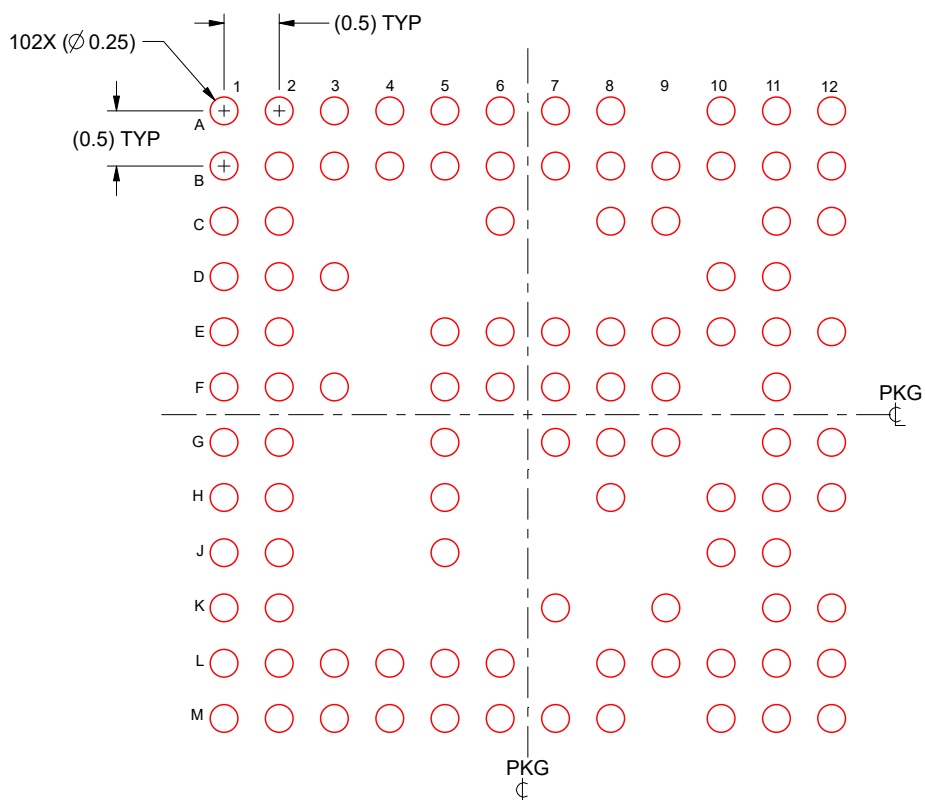 (0.5) TYP
102X (∅ 0.25)
1 2 3 4 5 6 7 8 9 10 11 12
A
(0.5) TYP
B
C
D
E
F
PKG
℄
G
H
J
K
L
M
PKG
℄